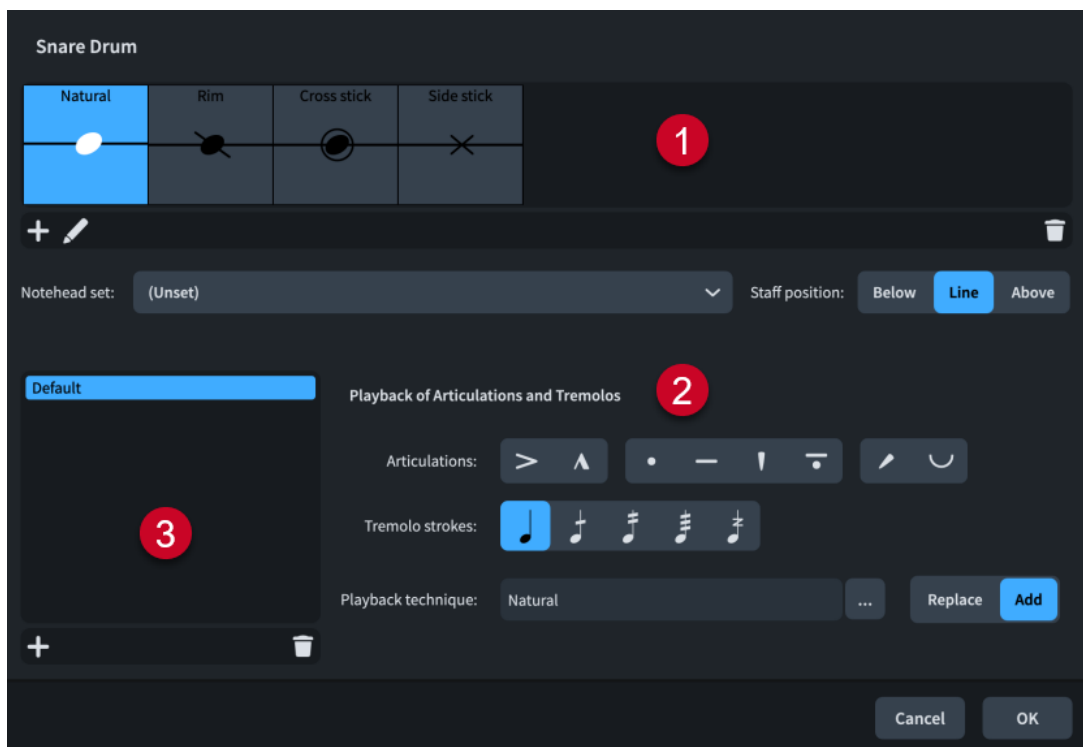 Snare Drum
Natural Rim Cross stick Side stick
1
Notehead set: (Unset) Staff position: Below Line Above
Default
Playback of Articulations and Tremolos 2
Articulations:
3
Tremolo strokes:
Playback technique: Natural ... Replace Add
Cancel OK